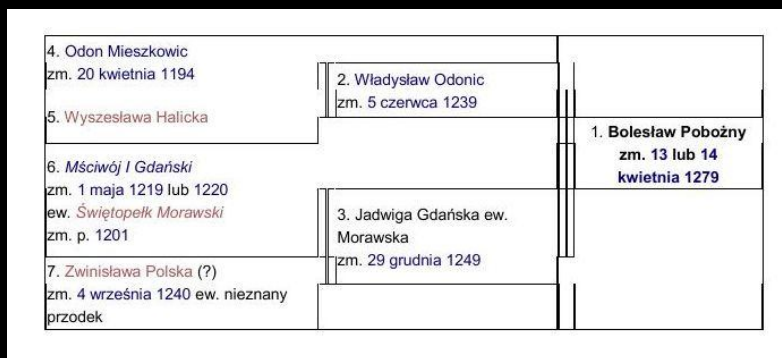 4. Odon Mieszkowic
zm. 20 kwietnia 1194
5. Wyszesława Halicka
2. Władysław Odonic
zm. 5 czerwca 1239
6. Mściwój I Gdański
zm. 1 maja 1219 lub 1220
ew. Świętopełk Morawski
zm. p. 1201
7. Zwinisława Polska (?)
zm. 4 września 1240 ew. nieznany
przodek
3. Jadwiga Gdańska ew.
Morawska
zm. 29 grudnia 1249
1. Bolesław Pobożny
zm. 13 lub 14
kwietnia 1279